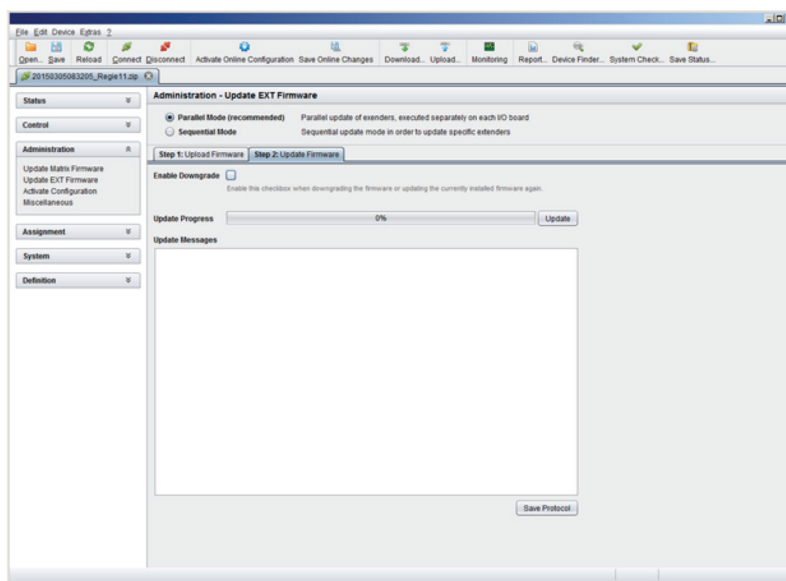 File Edit Device Extras ?
Open... Save Reload Connect Disconnect Activate Online Configuration Save Online Changes Download... Upload... Monitoring Report... Device Finder... System Check... Save Status...
20150305083205_Regie11.zip
Status
Control
Administration
Update Matrix Firmware
Update EXT Firmware
Activate Configuration
Miscellaneous
Assignment
System
Definition
Administration - Update EXT Firmware
Parallel Mode (recommended) Parallel update of exenders, executed separately on each I/O board
Sequential Mode Sequential update mode in order to update specific extenders
Step 1: Upload Firmware Step 2: Update Firmware
Enable Downgrade
Enable this checkbox when downgrading the firmware or updating the currently installed firmware again.
Update Progress 0% Update
Update Messages
Save Protocol